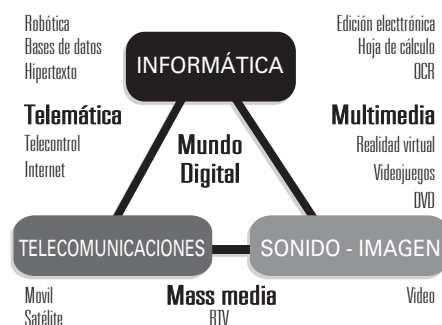 Robótica
Bases de datos
Hipertexto
INFORMÁTICA
Edición electtrónica
Hoja de cálculo
OCR
Telemática
Telecontrol
Internet
Mundo
Digital
Multimedia
Realidad virtual
Videojuegos
DVD
TELECOMUNICACIONES
SONIDO - IMAGEN
Movil
Satélite
Mass media
RTV
Video